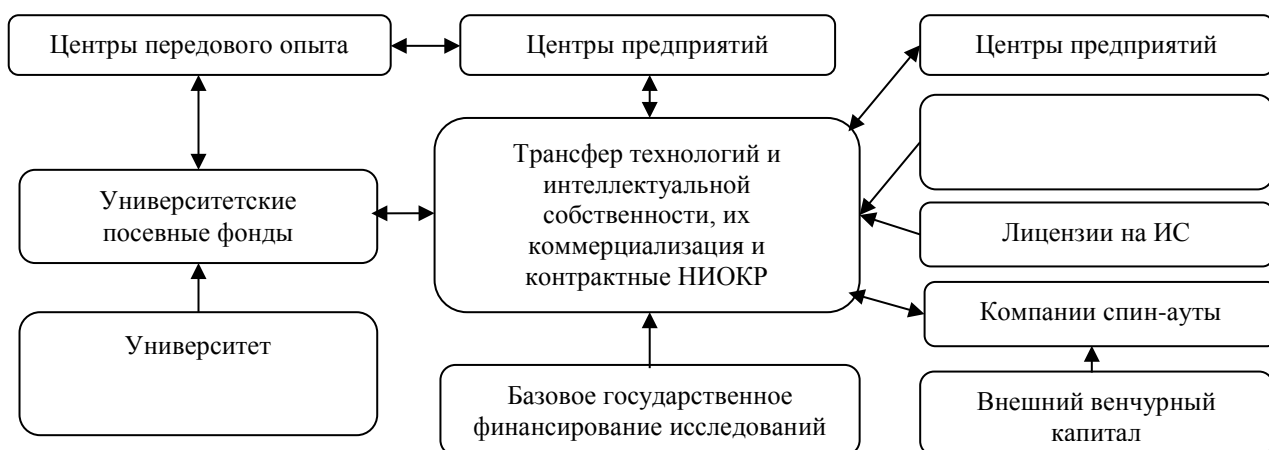 Центры передового опыта
Центры предприятий
Центры предприятий
Трансфер технологий и
интеллектуальной
собственности, их
коммерциализация и
контрактные НИОКР
Университетские
посевные фонды
Лицензии на ИС
Компании спин-ауты
Университет
Базовое государственное
финансирование исследований
Внешний венчурный
капитал